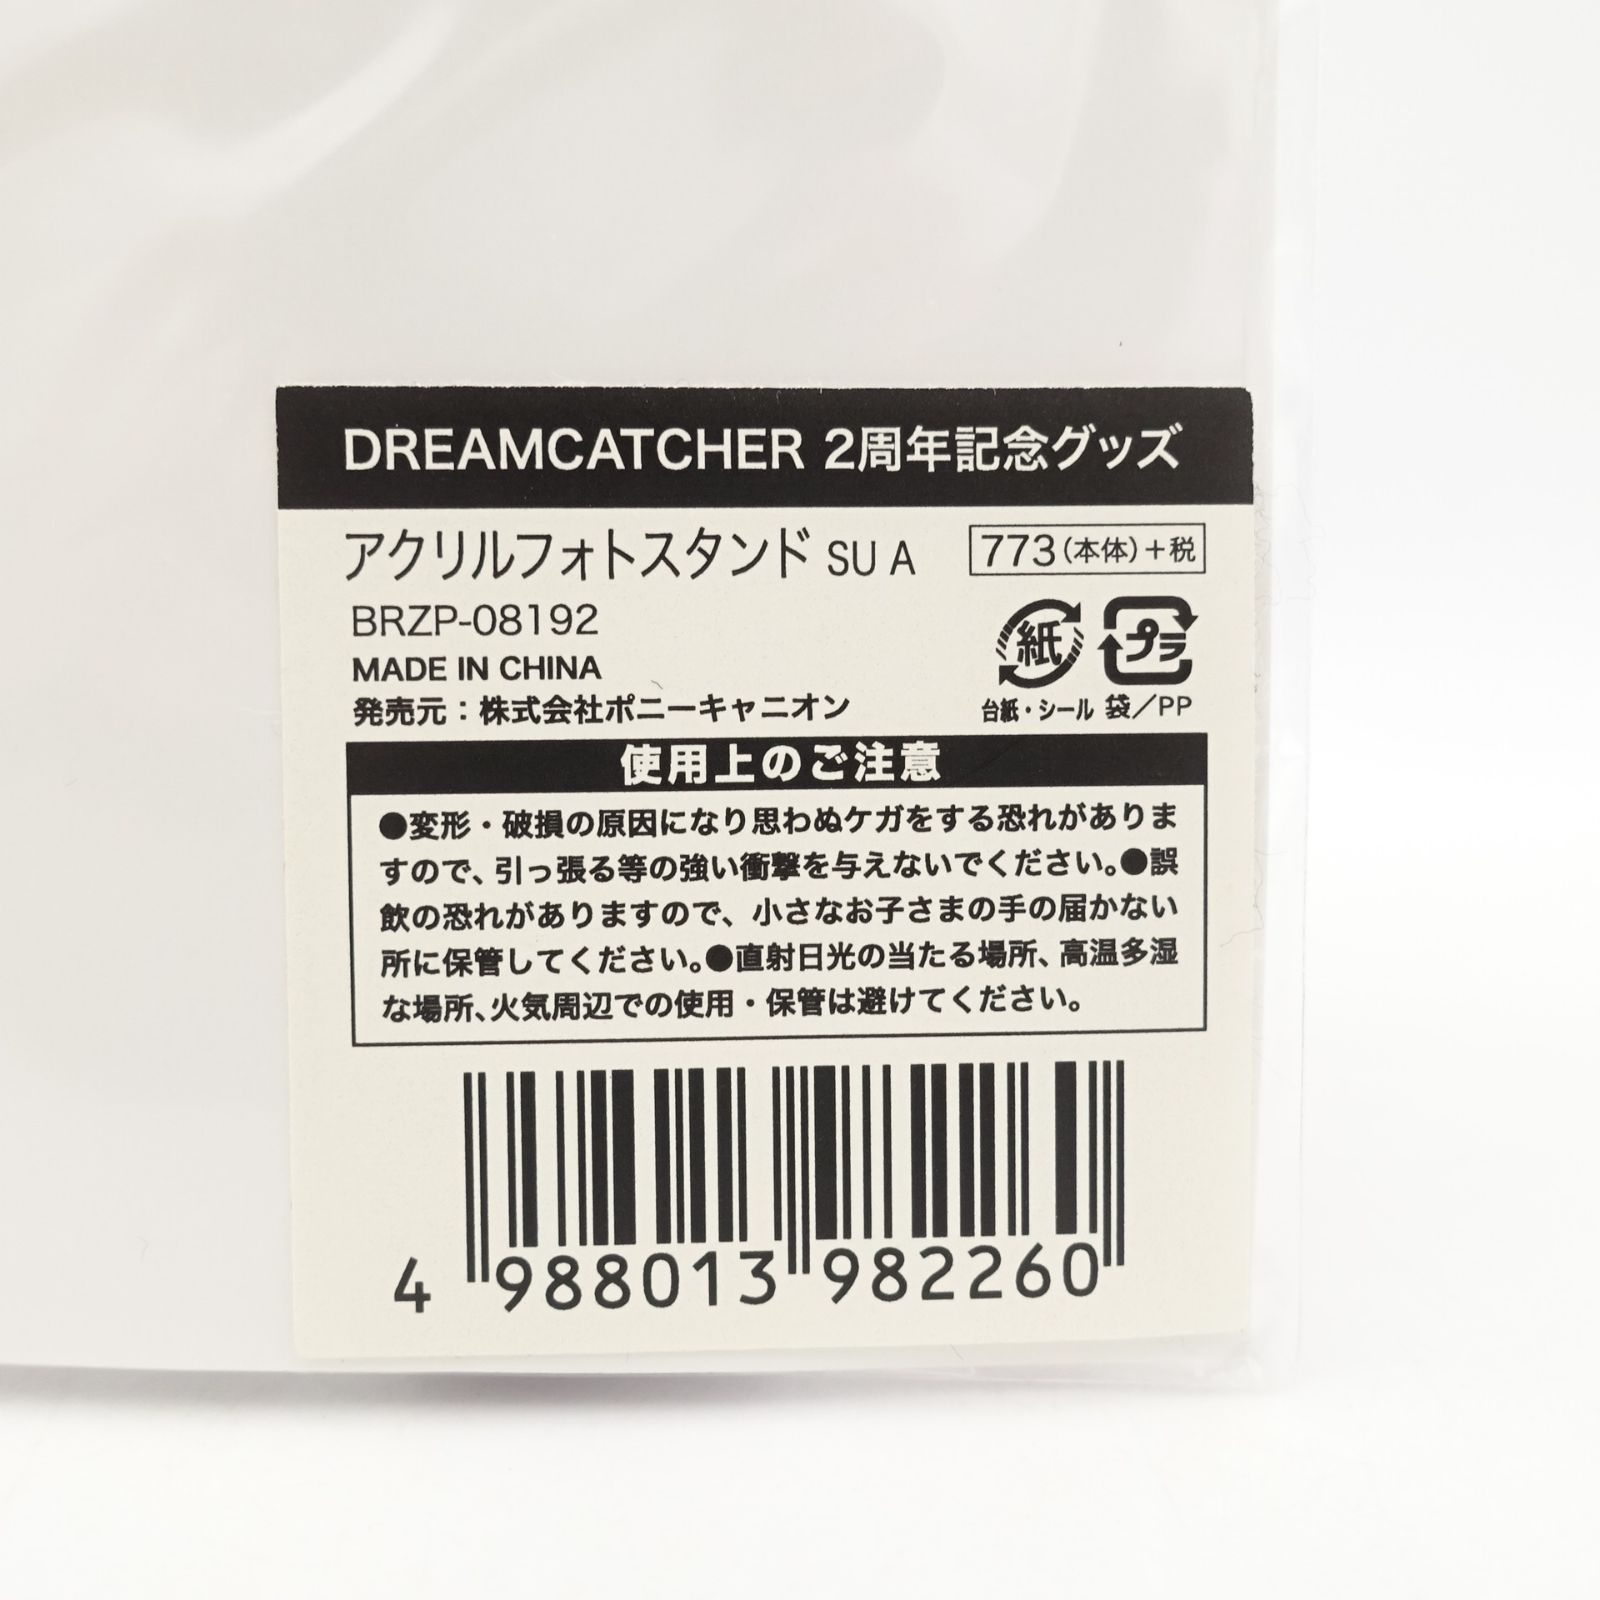 DREAMCATCHER 2周年記念グッズ
アクリルフォトスタンド SU A
773(本体)+税
BRZP-08192
MADE IN CHINA
発売元：株式会社ポニーキャニオン
紙
プラ
台紙・シール 袋／PP
使用上のご注意
●変形・破損の原因になり思わぬケガをする恐れがありま
すので、引っ張る等の強い衝撃を与えないでください。●誤
飲の恐れがありますので、小さなお子さまの手の届かない
所に保管してください。●直射日光の当たる場所、高温多湿
な場所、火気周辺での使用・保管は避けてください。
4 988013 982260